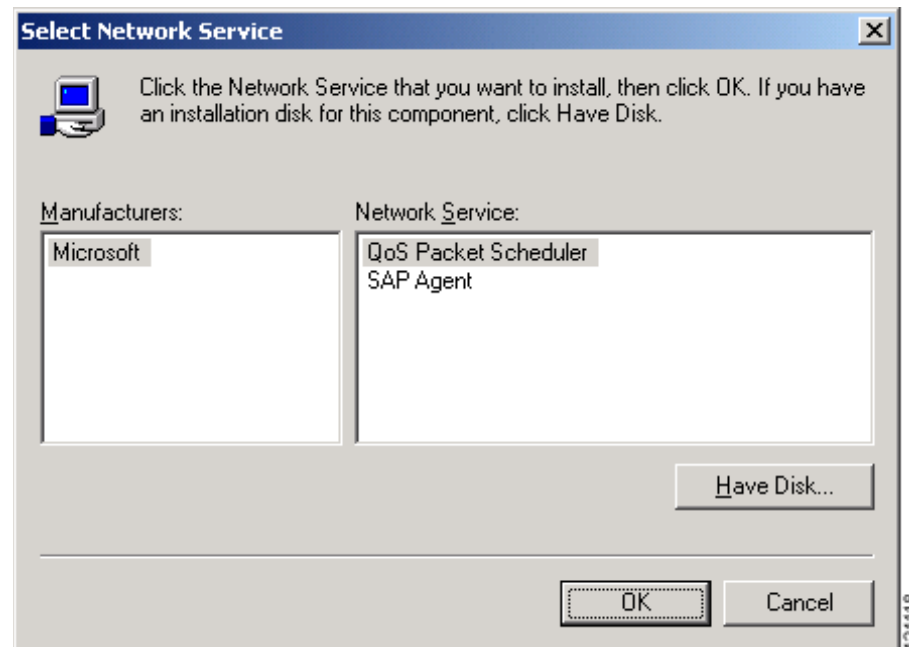 Select Network Service
Click the Network Service that you want to install, then click OK. If you have
an installation disk for this component, click Have Disk.
Manufacturers:
Network Service:
Microsoft
QoS Packet Scheduler
SAP Agent
Have Disk...
OK
Cancel